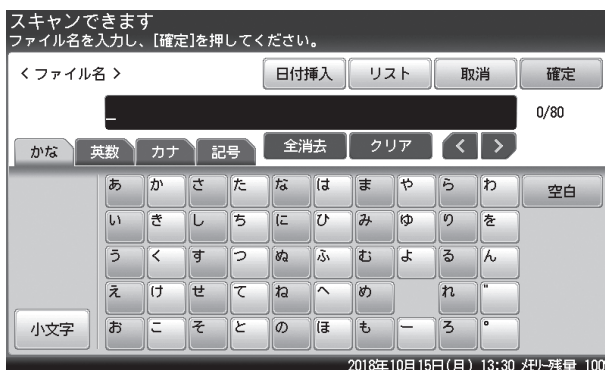 スキャンできます
ファイル名を入力し、[確定]を押してください。
<ファイル名> 日付挿入 リスト 取消 確定
_ 0/80
かな 英数 カナ 記号 全消去 クリア < >
あ か さ た な は ま や ら わ 空白
い き し ち に ひ み ゆ り を
う く す つ ぬ ふ む よ る ん
え け せ て ね へ め れ ゛
小文字 お こ そ と の ほ も ー ろ ゜
2018年10月15日(月) 13:30 ﾒﾓﾘｰ残量 100